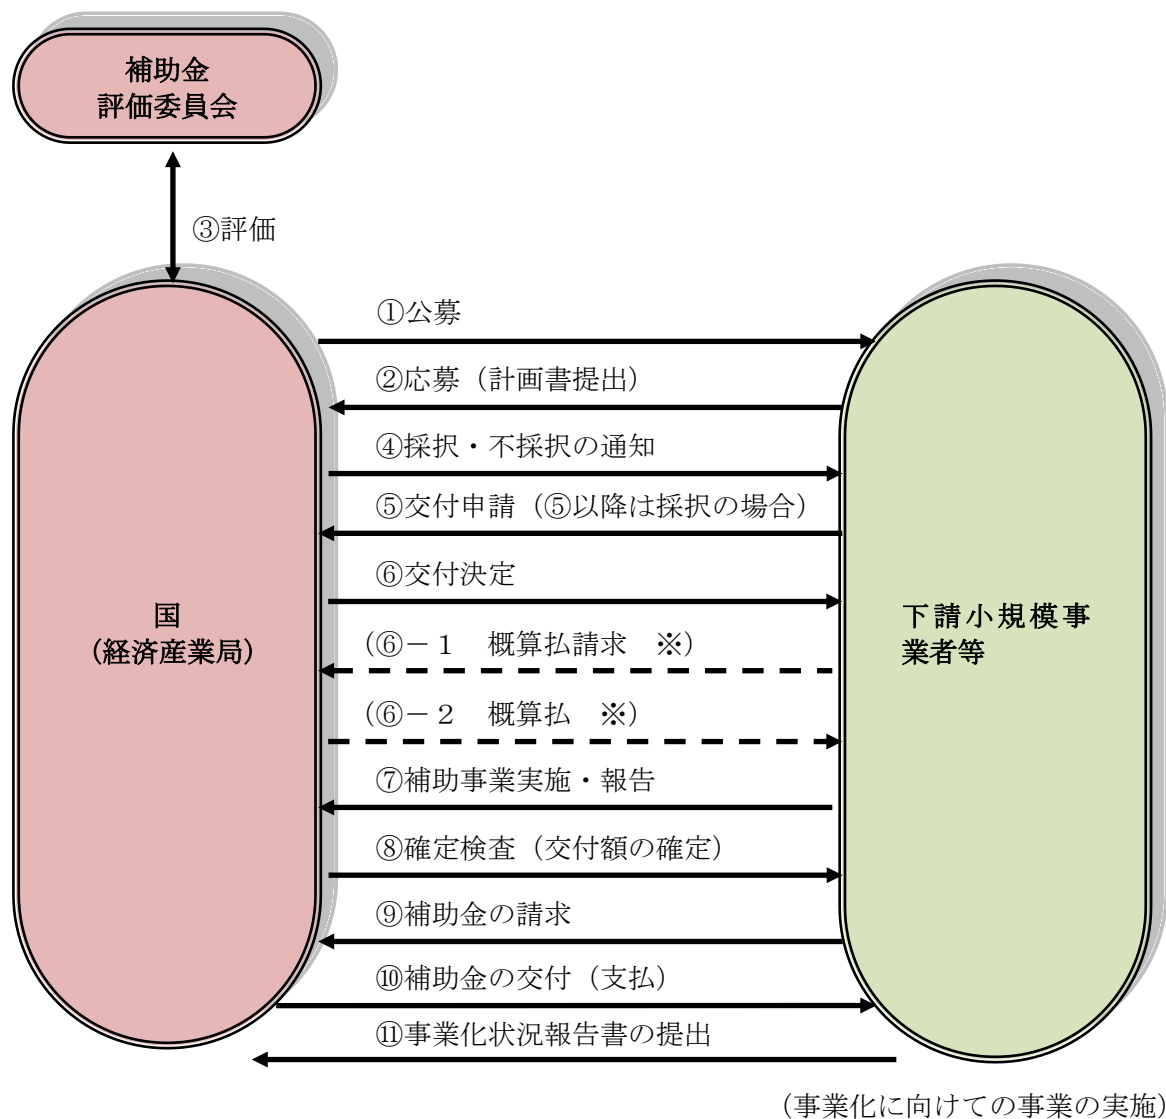 補助金
評価委員会
③評価
①公募
②応募（計画書提出）
④採択・不採択の通知
⑤交付申請（⑤以降は採択の場合）
⑥交付決定
国
（経済産業局）
下請小規模事
業者等
（⑥－１　概算払請求　※）
（⑥－２　概算払　※）
⑦補助事業実施・報告
⑧確定検査（交付額の確定）
⑨補助金の請求
⑩補助金の交付（支払）
⑪事業化状況報告書の提出
（事業化に向けての事業の実施）